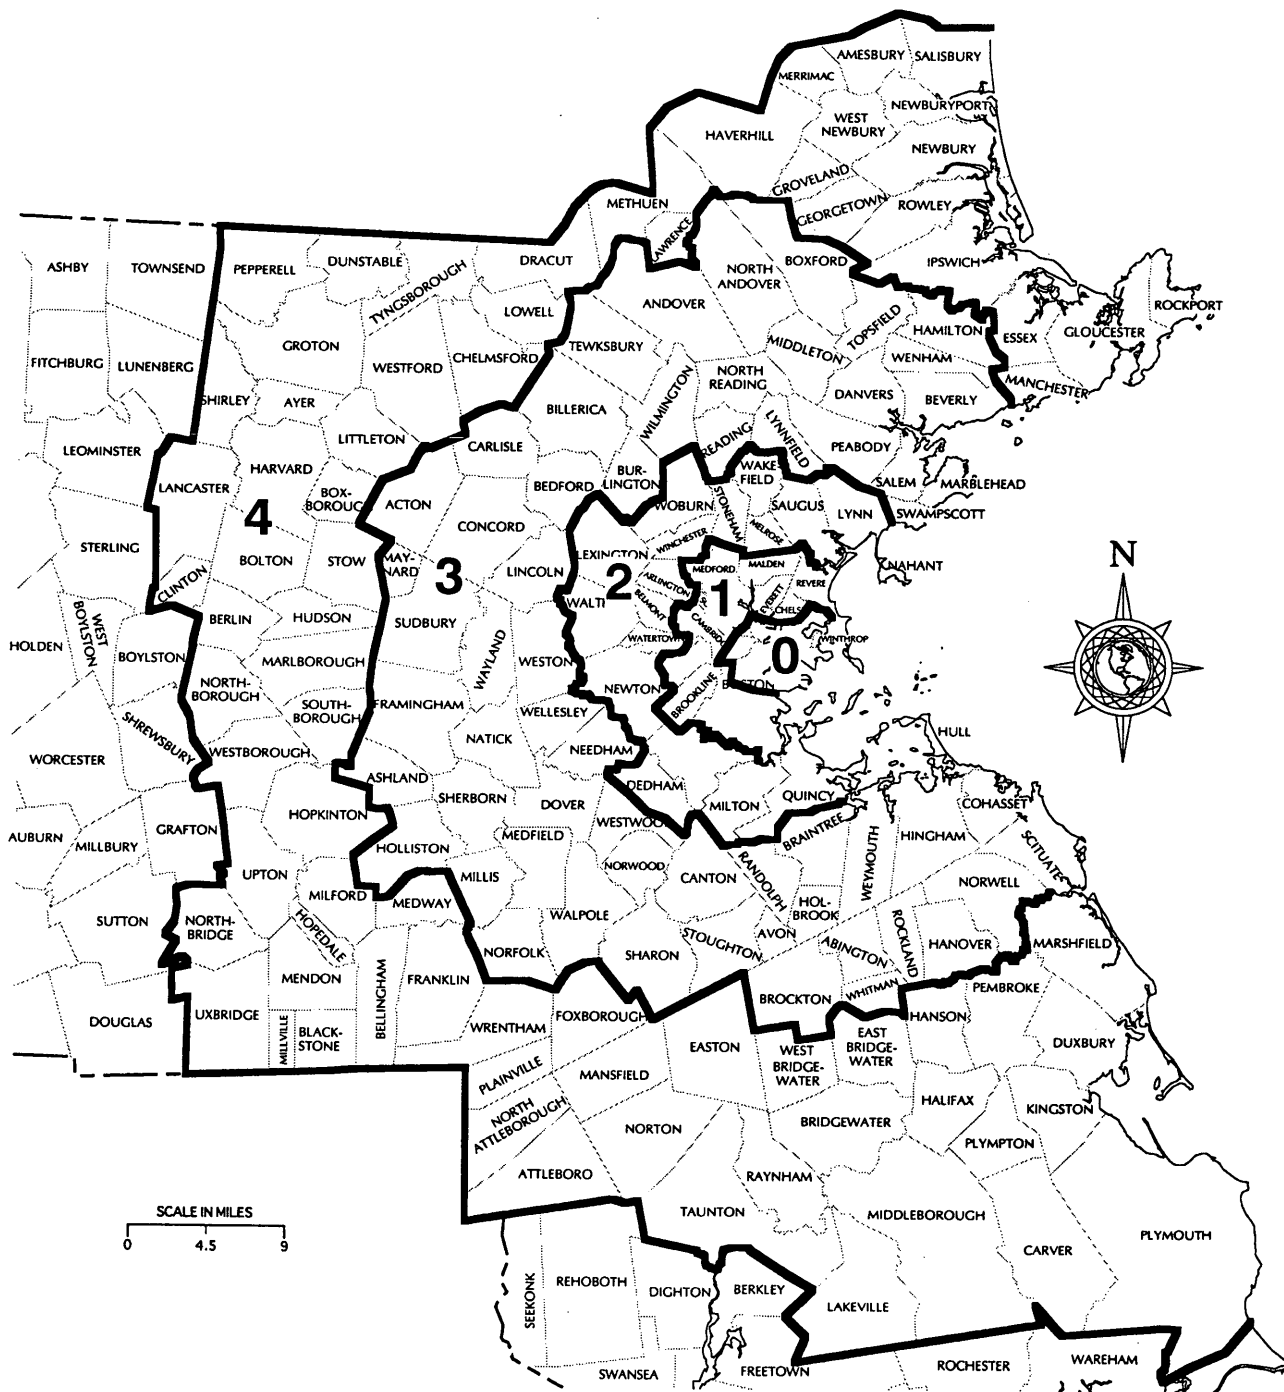 AMESBURY
SALISBURY
MERRIMAC
NEWBURYPORT
WEST
NEWBURY
HAVERHILL
NEWBURY
GROVELAND
METHUEN
GEORGETOWN
ROWLEY
LAWRENCE
ASHBY
TOWNSEND
PEPPERELL
DUNSTABLE
TYNGSBOROUGH
DRACUT
NORTH
ANDOVER
BOXFORD
IPSWICH
ROCKPORT
LOWELL
ANDOVER
TOPSFIELD
HAMILTON
ESSEX
GLOUCESTER
FITCHBURG
LUNENBERG
GROTON
WESTFORD
CHELMSFORD
TEWKSBURY
MIDDLETON
WENHAM
NORTH
READING
MANCHESTER
SHIRLEY
AYER
BILLERICA
WILMINGTON
DANVERS
BEVERLY
LITTLETON
LEOMINSTER
CARLISLE
READING
LYNNFIELD
PEABODY
HARVARD
LANCASTER
BOX-
BOROUG
ACTON
BEDFORD
BUR-
LINGTON
WAKE-
FIELD
SALEM
MARBLEHEAD
4
WOBURN
STONEHAM
SAUGUS
LYNN
SWAMPSCOTT
CONCORD
STERLING
WINCHESTER
MELROSE
N
BOLTON
STOW
MAY-
NARD
3
LINCOLN
LEXINGTON
2
ARLINGTON
MEDFORD
MALDEN
REVERE
NAHANT
CLINTON
1
EVERETT
CHELS
WALT
BELMONT
WEST
BOYLSTON
BERLIN
HUDSON
SUDBURY
CAMBRIDG
WATERTOWN
WINTHROP
HOLDEN
BOYLSTON
MARLBOROUGH
WAYLAND
WESTON
0
NORTH-
BOROUGH
NEWTON
BROOKLINE
SOUTH-
BOROUGH
FRAMINGHAM
WELLESLEY
SHREWSBURY
NATICK
HULL
WORCESTER
WESTBOROUGH
NEEDHAM
ASHLAND
SHERBORN
DOVER
DEDHAM
MILTON
QUINCY
COHASSET
HOPKINTON
WESTWOO
BRAINTREE
HINGHAM
SCITUATE
AUBURN
MILLBURY
GRAFTON
HOLLISTON
MEDFIELD
NORWOOD
CANTON
RANDOLPH
WEYMOUTH
UPTON
MILFORD
MEDWAY
MILLIS
HOL-
BROOK
NORWELL
SUTTON
NORTH-
BRIDGE
HOPEDALE
WALPOLE
AVON
ROCKLAND
HANOVER
MARSHFIELD
NORFOLK
SHARON
STOUGHTON
ABINGTON
MENDON
BELLINGHAM
FRANKLIN
BROCKTON
WHITMAN
PEMBROKE
DOUGLAS
UXBRIDGE
MILLVILLE
BLACK-
STONE
WRENTHAM
FOXBOROUGH
HANSON
EASTON
WEST
BRIDGE-
WATER
EAST
BRIDGE-
WATER
DUXBURY
PLAINVILLE
MANSFIELD
HALIFAX
KINGSTON
NORTH
ATTLEBOROUGH
NORTON
BRIDGEWATER
PLYMPTON
ATTLEBORO
RAYNHAM
SCALE IN MILES
0 4.5 9
TAUNTON
MIDDLEBOROUGH
CARVER
PLYMOUTH
SEEKONK
REHOBOTH
DIGHTON
BERKLEY
LAKEVILLE
SWANSEA
FREETOWN
ROCHESTER
WAREHAM